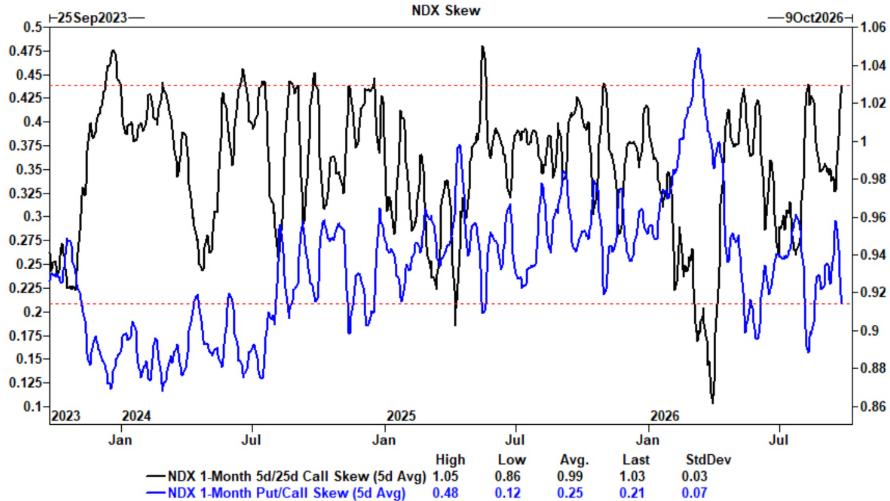 NDX Skew
25Sep2023 9Oct2026
0.5 1.06
0.475
0.45 1.04
0.425
0.4 1.02
0.375 1
0.35
0.325 0.98
0.3 0.96
0.275
0.25 0.94
0.225 0.92
0.2
0.175 0.9
0.15
0.125 0.88
0.1 0.86
2023 2024 2025 2026
Jan Jul Jan Jul Jan Jul
High Low Avg. Last StdDev
NDX 1-Month 5d/25d Call Skew (5d Avg) 1.05 0.86 0.99 1.03 0.03
NDX 1-Month Put/Call Skew (5d Avg) 0.48 0.12 0.25 0.21 0.07